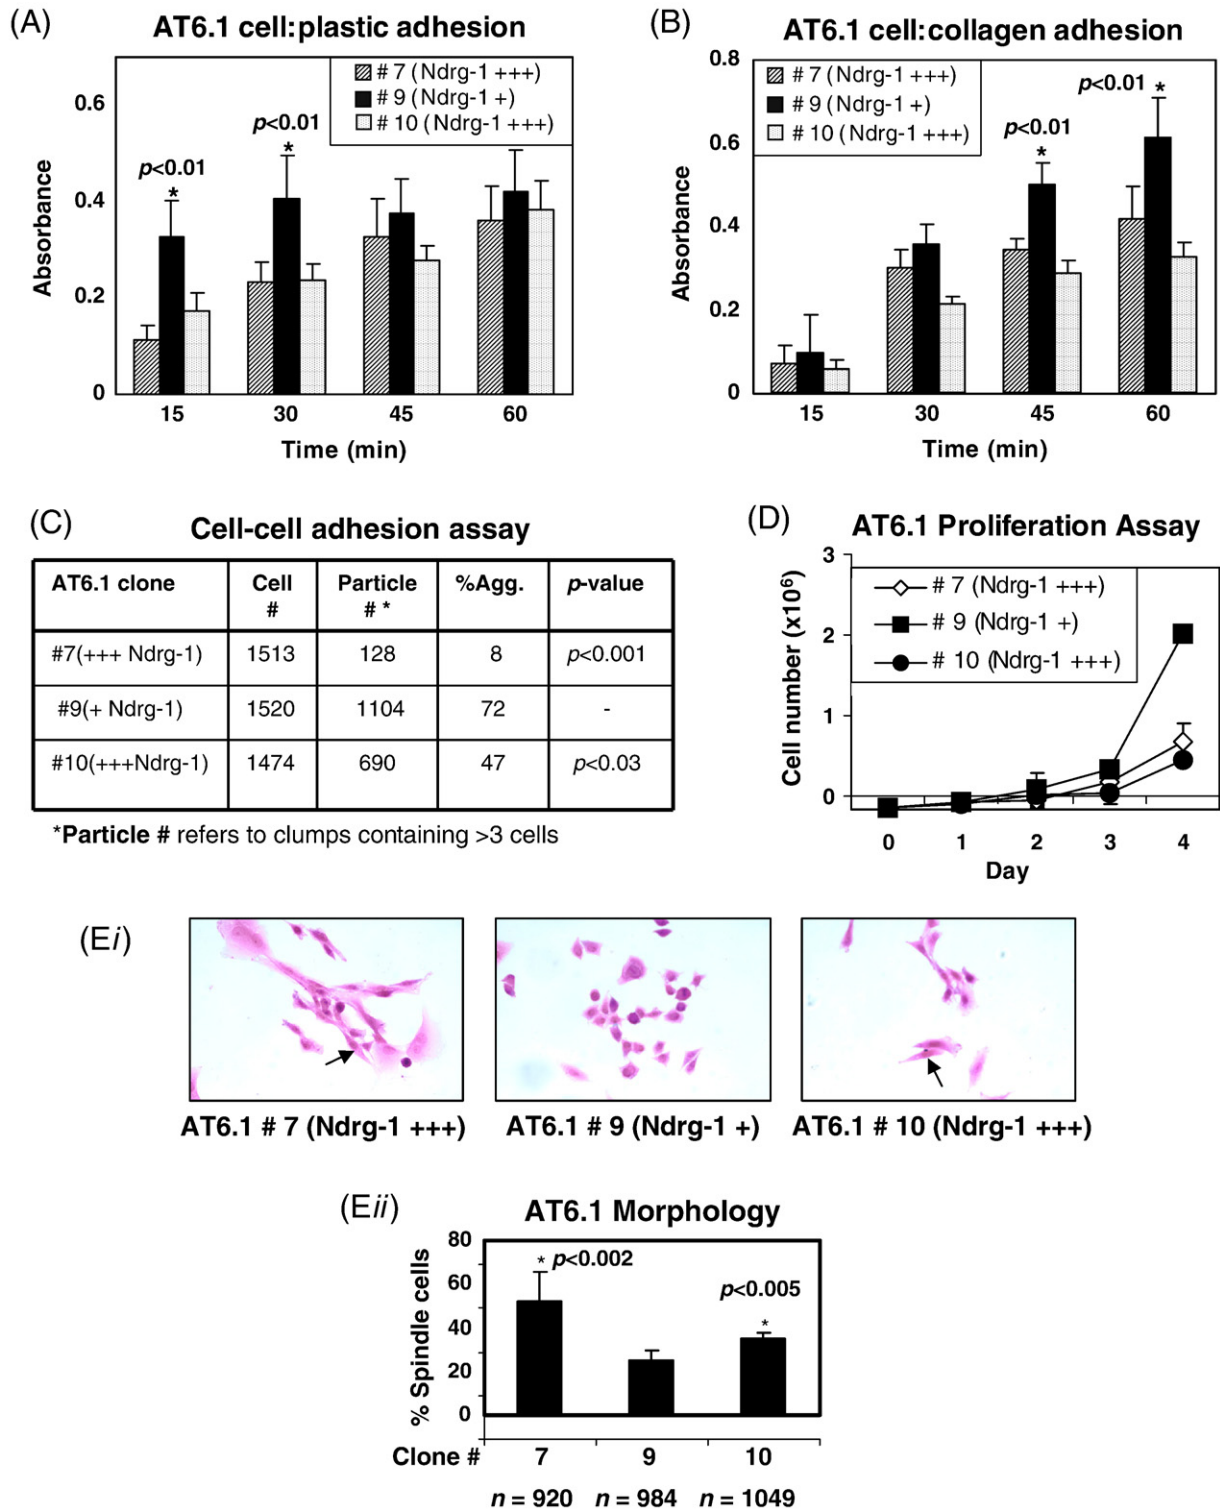 (A)
AT6.1 cell:plastic adhesion
# 7 (Ndrg-1 +++)
# 9 (Ndrg-1 +)
# 10 (Ndrg-1 +++)
p<0.01
*
p<0.01
*
Absorbance
0.6
0.4
0.2
0
15 30 45 60
Time (min)
(B)
AT6.1 cell:collagen adhesion
# 7 (Ndrg-1 +++)
# 9 (Ndrg-1 +)
# 10 (Ndrg-1 +++)
p<0.01 *
p<0.01
*
Absorbance
0.8
0.6
0.4
0.2
0
15 30 45 60
Time (min)
(C)
Cell-cell adhesion assay
AT6.1 clone Cell # Particle # * %Agg. p-value
#7(+++ Ndrg-1) 1513 128 8 p<0.001
#9(+ Ndrg-1) 1520 1104 72 -
#10(+++Ndrg-1) 1474 690 47 p<0.03
*Particle # refers to clumps containing >3 cells
(D)
AT6.1 Proliferation Assay
# 7 (Ndrg-1 +++)
# 9 (Ndrg-1 +)
# 10 (Ndrg-1 +++)
Cell number (x10⁶)
3
2
1
0
0 1 2 3 4
Day
(Ei)
AT6.1 # 7 (Ndrg-1 +++)
AT6.1 # 9 (Ndrg-1 +)
AT6.1 # 10 (Ndrg-1 +++)
(Eii)
AT6.1 Morphology
% Spindle cells
80
60
40
20
0
* p<0.002
p<0.005
*
Clone # 7 9 10
n = 920 n = 984 n = 1049